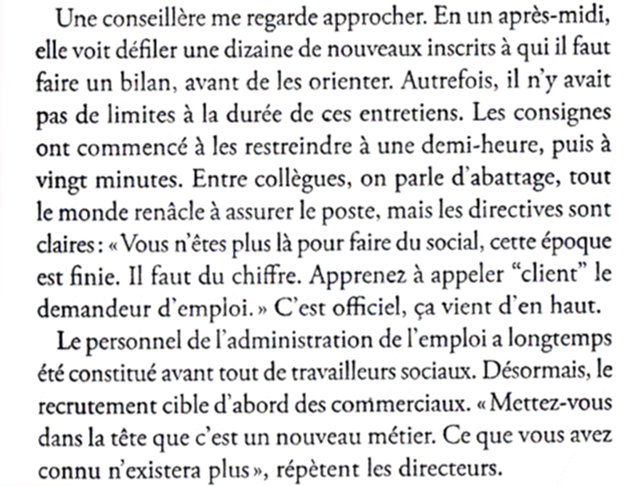 Une conseillère me regarde approcher. En un après-midi,
elle voit défiler une dizaine de nouveaux inscrits à qui il faut
faire un bilan, avant de les orienter. Autrefois, il n'y avait
pas de limites à la durée de ces entretiens. Les consignes
ont commencé à les restreindre à une demi-heure, puis à
vingt minutes. Entre collègues, on parle d'abattage, tout
le monde renâcle à assurer le poste, mais les directives sont
claires : « Vous n'êtes plus là pour faire du social, cette époque
est finie. Il faut du chiffre. Apprenez à appeler “client” le
demandeur d'emploi. » C'est officiel, ça vient d'en haut.
Le personnel de l'administration de l'emploi a longtemps
été constitué avant tout de travailleurs sociaux. Désormais, le
recrutement cible d'abord des commerciaux. « Mettez-vous
dans la tête que c'est un nouveau métier. Ce que vous avez
connu n'existera plus », répètent les directeurs.